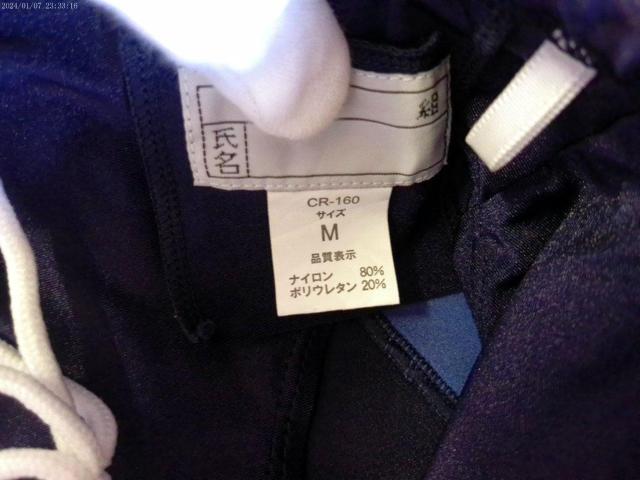 2024/01/07 23:33:16
組
氏名
CR-160
サイズ
M
品質表示
ナイロン 80%
ポリウレタン 20%